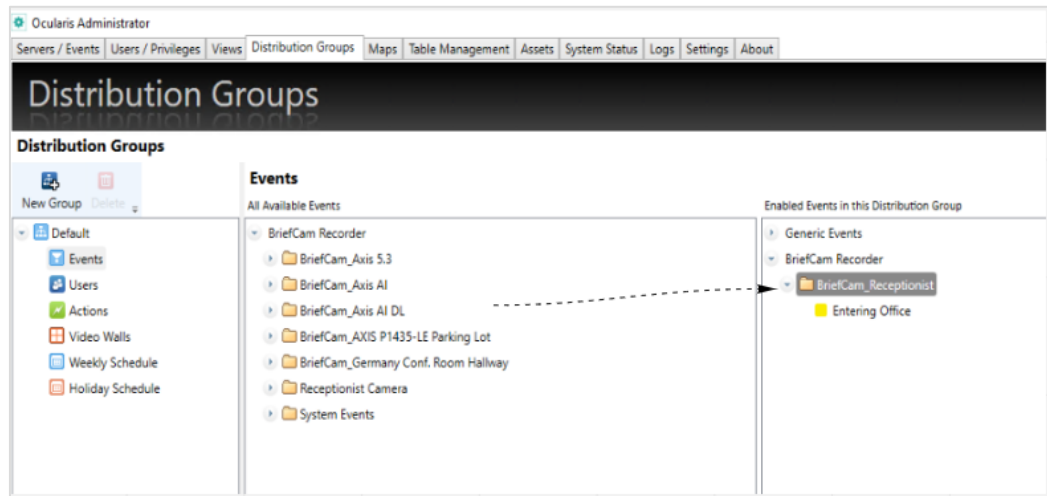 Ocularis Administrator
Servers / Events Users / Privileges Views Distribution Groups Maps Table Management Assets System Status Logs Settings About
Distribution Groups
Distribution Groups
New Group Delete
Default
Events
Users
Actions
Video Walls
Weekly Schedule
Holiday Schedule
Events
All Available Events
BriefCam Recorder
BriefCam_Axis 5.3
BriefCam_Axis AI
BriefCam_Axis AI DL
BriefCam_AXIS P1435-LE Parking Lot
BriefCam_Germany Conf. Room Hallway
Receptionist Camera
System Events
Enabled Events in this Distribution Group
Generic Events
BriefCam Recorder
BriefCam_Receptionist
Entering Office